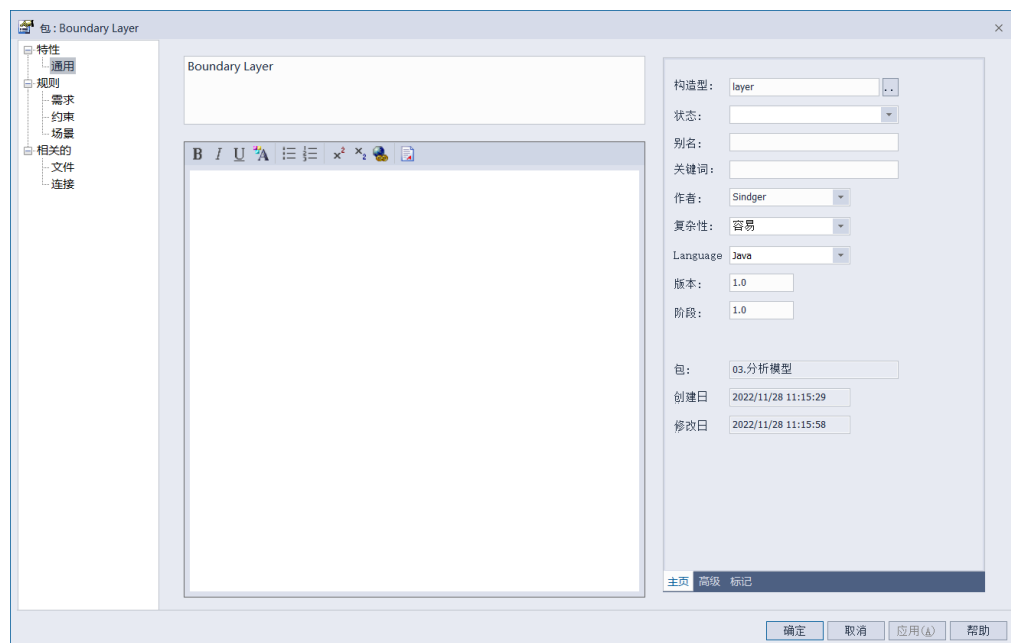 包 : Boundary Layer
特性
通用
规则
需求
约束
场景
相关的
文件
连接
Boundary Layer
B I U A x² x₂
构造型: layer ..
状态:
别名:
关键词:
作者: Sindger
复杂性: 容易
Language Java
版本: 1.0
阶段: 1.0
包: 03.分析模型
创建日 2022/11/28 11:15:29
修改日 2022/11/28 11:15:58
主页 高级 标记
确定 取消 应用(A) 帮助